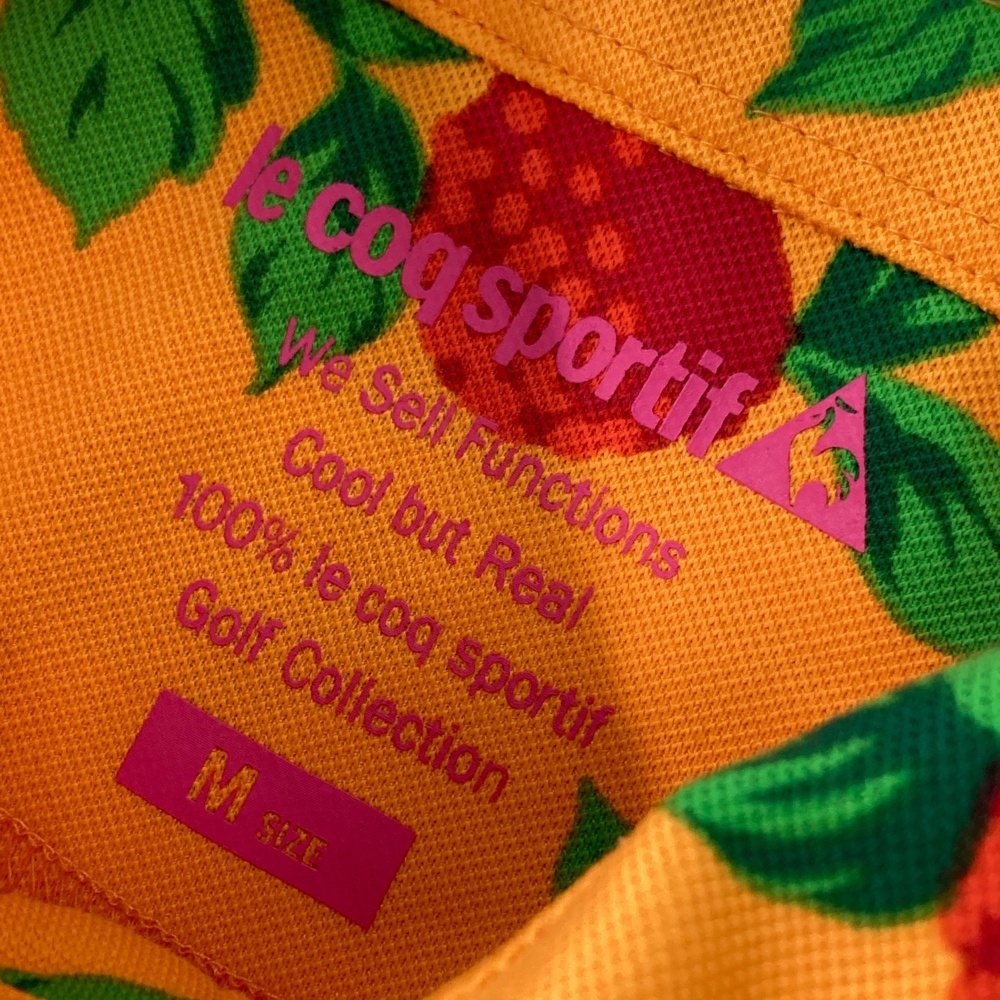 le coq sportif
We Sell Functions
Cool but Real
100% le coq sportif
Golf Collection
M SIZE